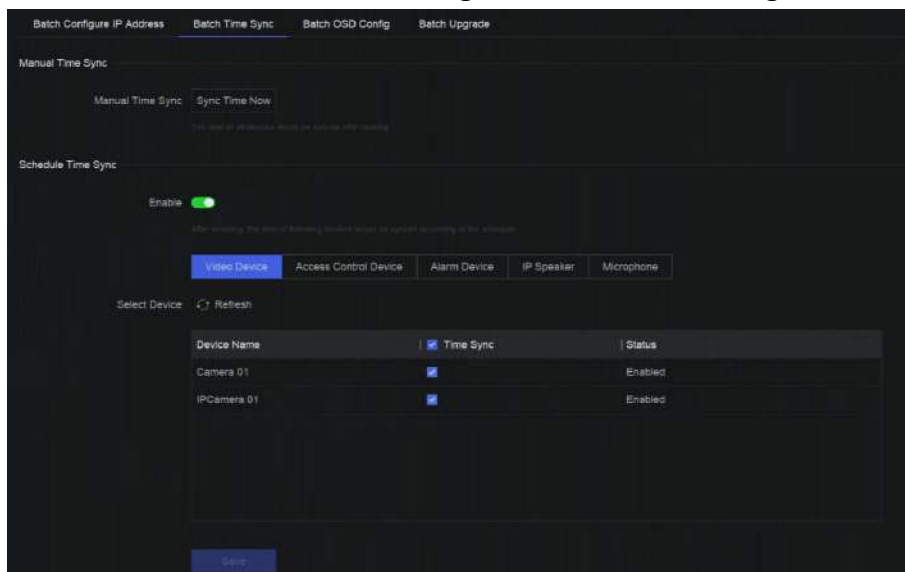 Batch Configure IP Address Batch Time Sync Batch OSD Config Batch Upgrade
Manual Time Sync
Manual Time Sync Sync Time Now
Schedule Time Sync
Enable
Video Device Access Control Device Alarm Device IP Speaker Microphone
Select Device Refresh
Device Name Time Sync Status
Camera 01 Enabled
IPCamera 01 Enabled
Save